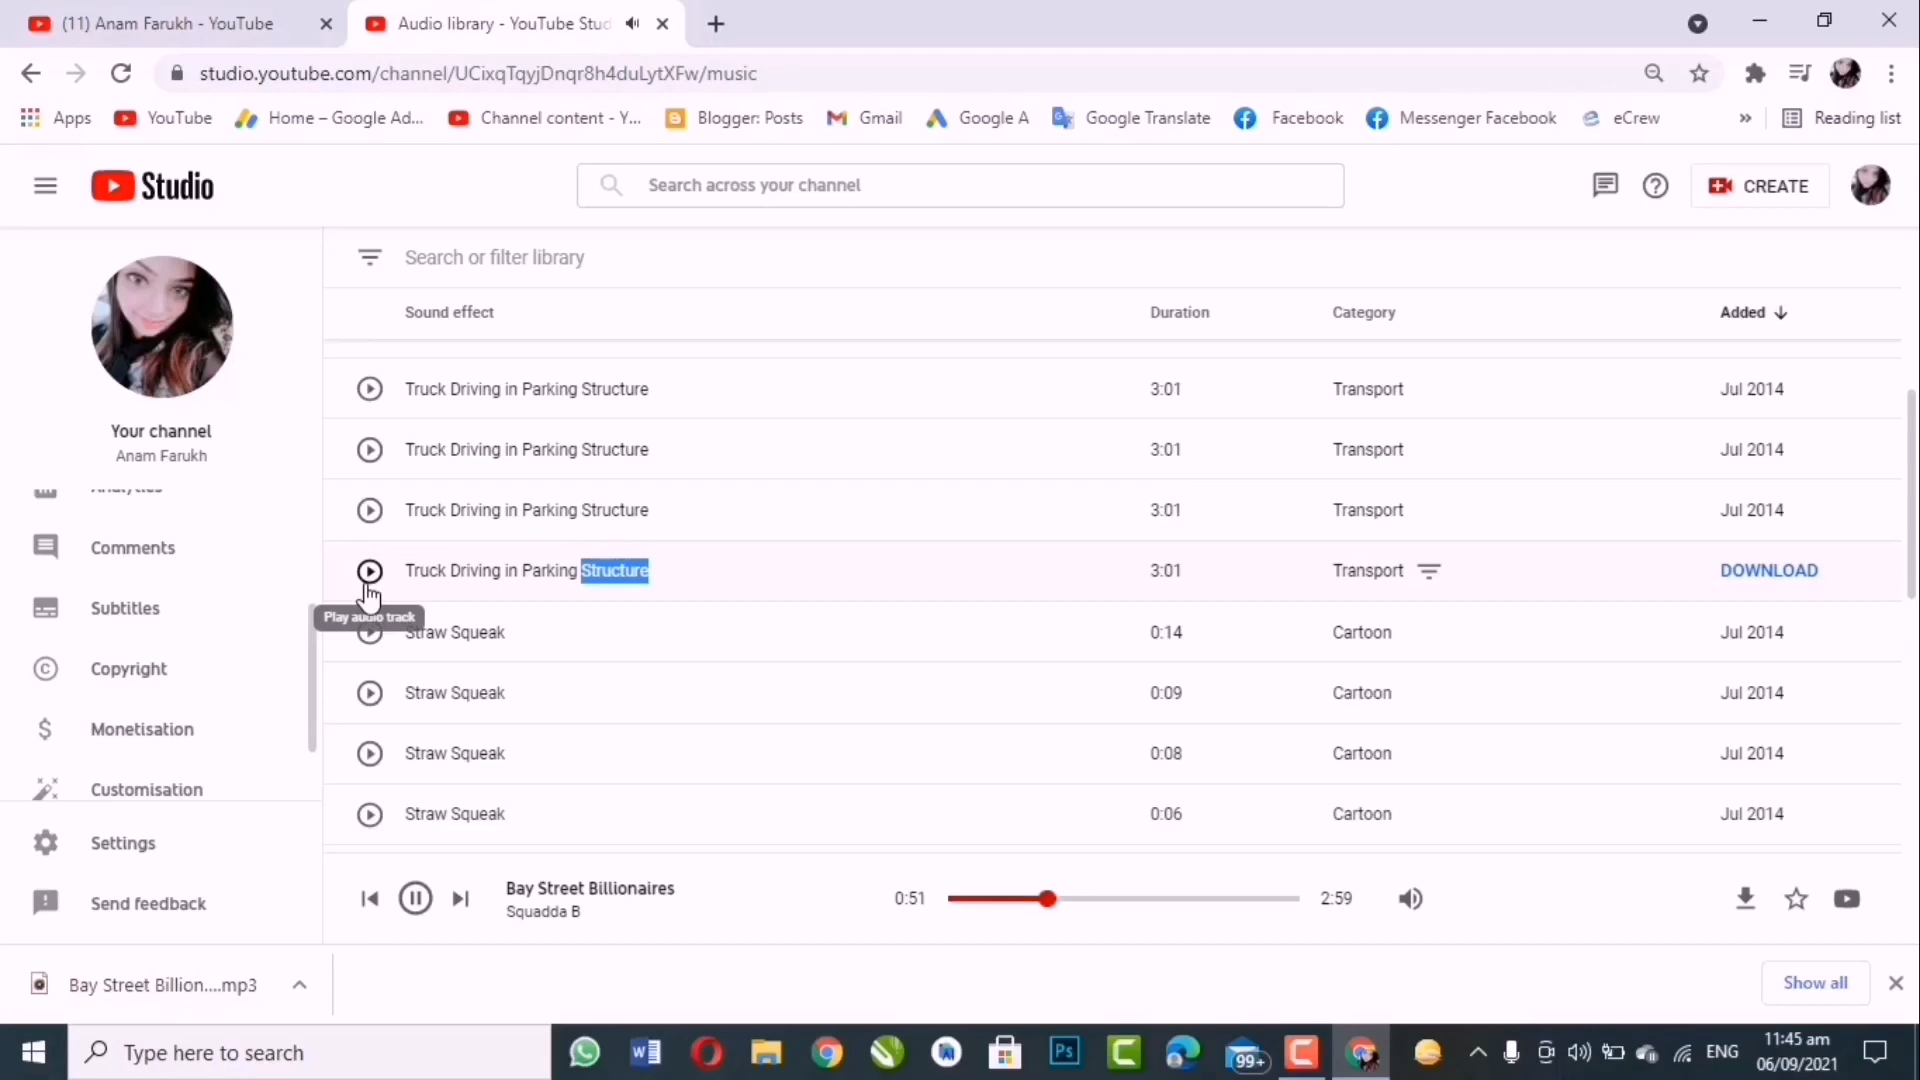 (11) Anam Farukh - YouTube
Audio library - YouTube Stud
studio.youtube.com/channel/UCixqTqyjDnqr8h4duLytXFw/music
Apps YouTube Home – Google Ad... Channel content - Y... Blogger: Posts Gmail Google A Google Translate Facebook Messenger Facebook eCrew » Reading list
Studio
Search across your channel
CREATE
Search or filter library
Sound effect Duration Category Added
Your channel
Anam Farukh
Analytics
Comments
Subtitles
Copyright
Monetisation
Customisation
Settings
Send feedback
Truck Driving in Parking Structure 3:01 Transport Jul 2014
Truck Driving in Parking Structure 3:01 Transport Jul 2014
Truck Driving in Parking Structure 3:01 Transport Jul 2014
Truck Driving in Parking Structure 3:01 Transport DOWNLOAD
Play audio track
Straw Squeak 0:14 Cartoon Jul 2014
Straw Squeak 0:09 Cartoon Jul 2014
Straw Squeak 0:08 Cartoon Jul 2014
Straw Squeak 0:06 Cartoon Jul 2014
Bay Street Billionaires
Squadda B
0:51 2:59
Bay Street Billion....mp3
Show all
Type here to search
W
Ps
99+
ENG
11:45 am
06/09/2021